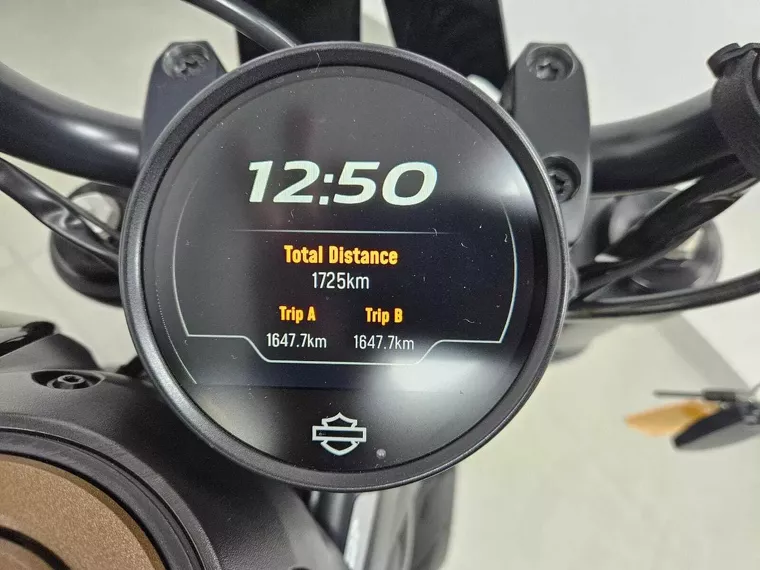 12:50
Total Distance
1725km
Trip A Trip B
1647.7km 1647.7km